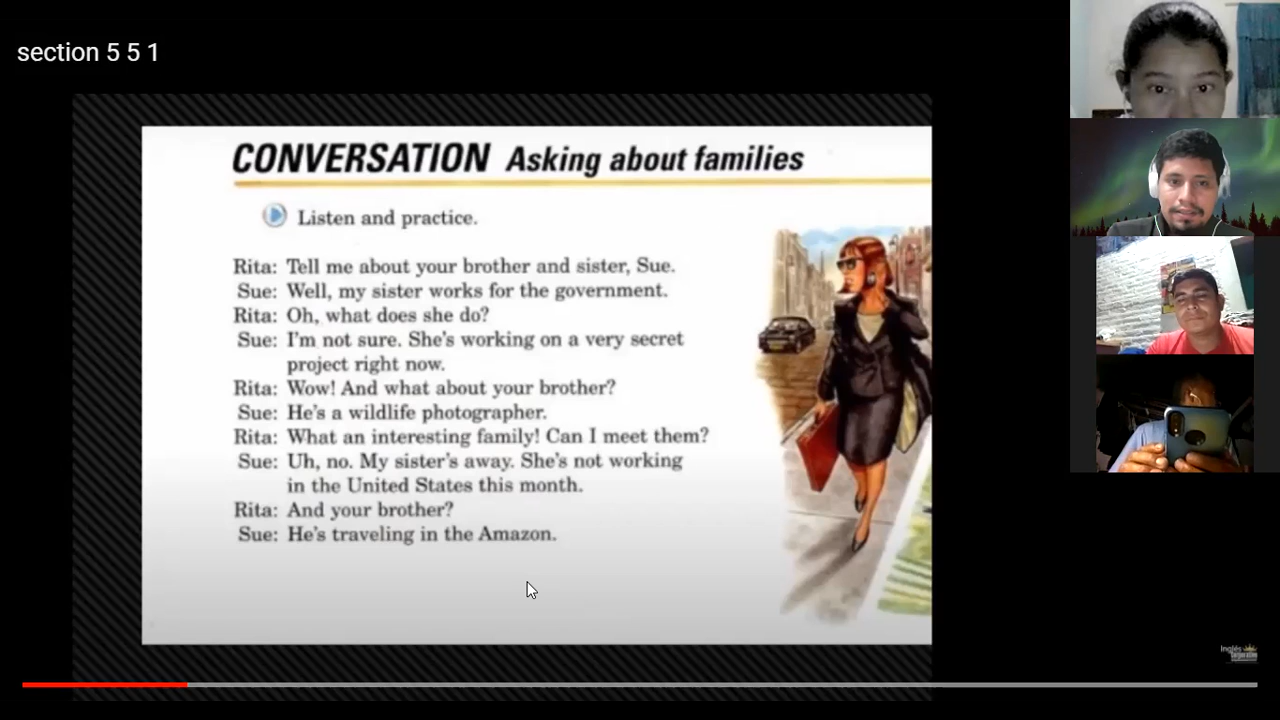 section 5 5 1
CONVERSATION Asking about families
Listen and practice.
Rita: Tell me about your brother and sister, Sue.
Sue: Well, my sister works for the government.
Rita: Oh, what does she do?
Sue: I'm not sure. She's working on a very secret
project right now.
Rita: Wow! And what about your brother?
Sue: He's a wildlife photographer.
Rita: What an interesting family! Can I meet them?
Sue: Uh, no. My sister's away. She's not working
in the United States this month.
Rita: And your brother?
Sue: He's traveling in the Amazon.
Inglés